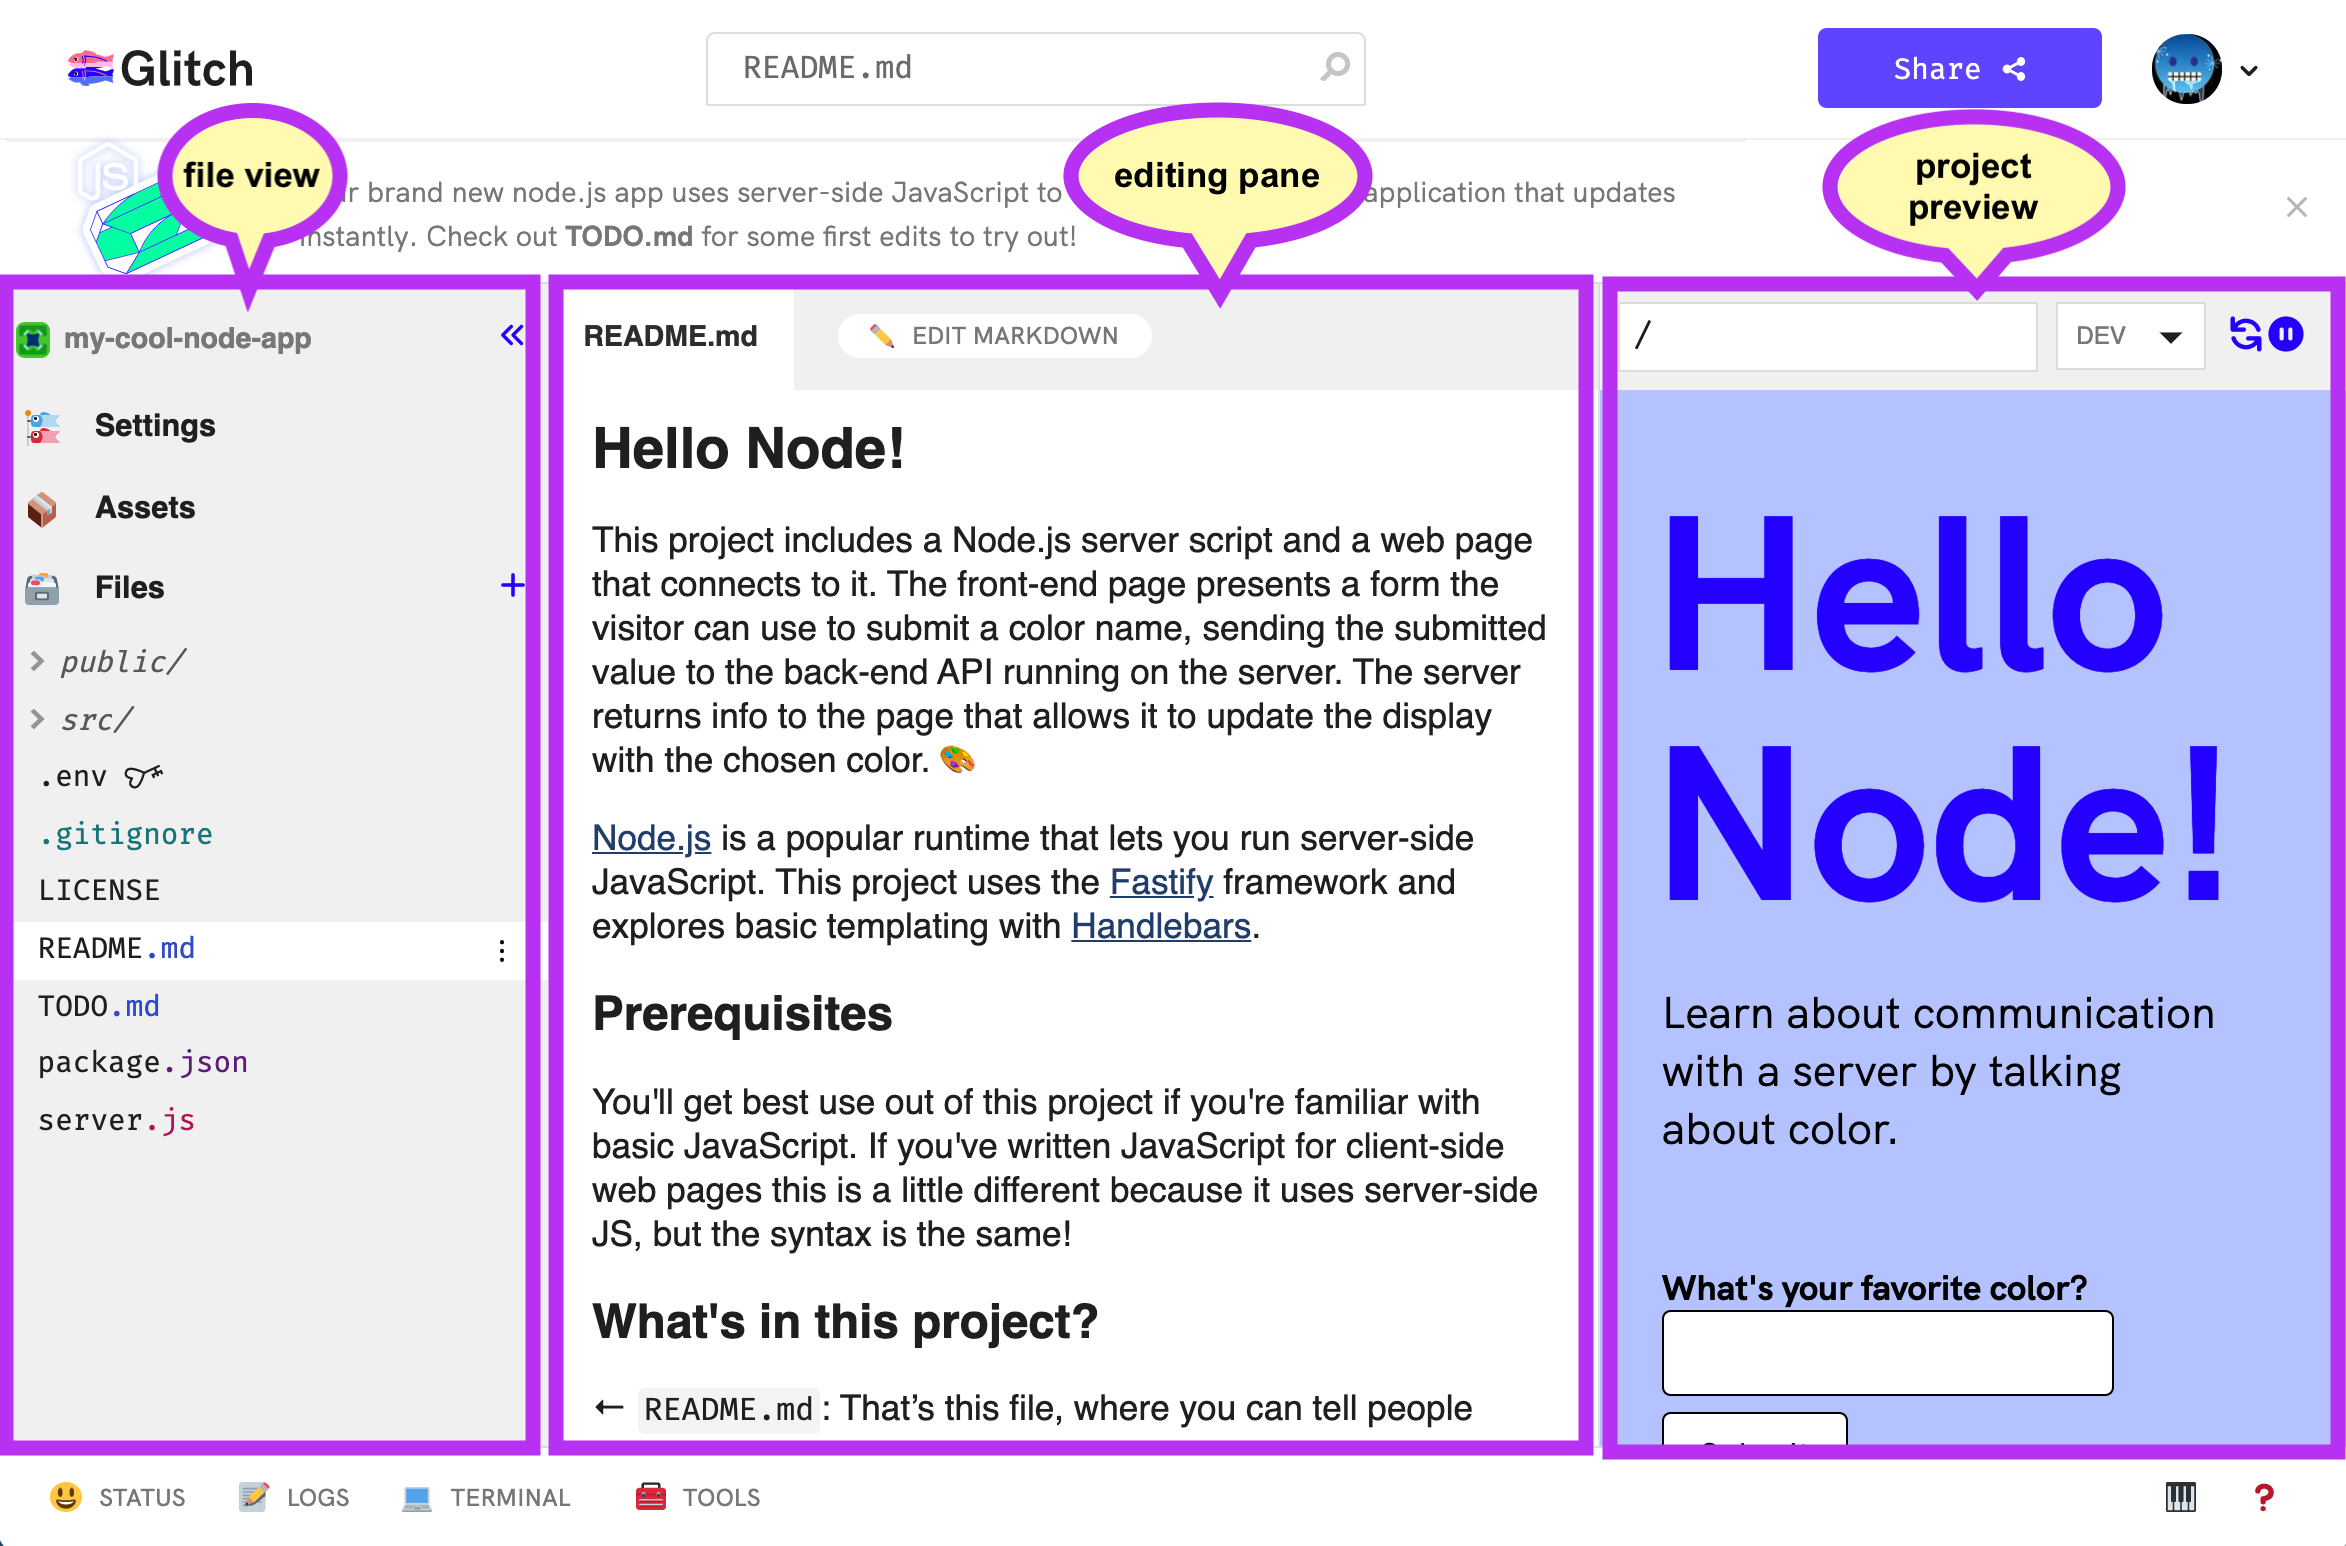 Glitch
README.md
Share
file view
editing pane
project
preview
brand new node.js app uses server-side JavaScript to
application that updates
instantly. Check out TODO.md for some first edits to try out!
JS
my-cool-node-app
Settings
Assets
Files
public/
src/
.env
.gitignore
LICENSE
README.md
TODO.md
package.json
server.js
README.md
EDIT MARKDOWN
Hello Node!
This project includes a Node.js server script and a web page
that connects to it. The front-end page presents a form the
visitor can use to submit a color name, sending the submitted
value to the back-end API running on the server. The server
returns info to the page that allows it to update the display
with the chosen color.
Node.js is a popular runtime that lets you run server-side
JavaScript. This project uses the Fastify framework and
explores basic templating with Handlebars.
Prerequisites
You'll get best use out of this project if you're familiar with
basic JavaScript. If you've written JavaScript for client-side
web pages this is a little different because it uses server-side
JS, but the syntax is the same!
What's in this project?
← README.md: That’s this file, where you can tell people
/
DEV
Hello
Node!
Learn about communication
with a server by talking
about color.
What's your favorite color?
STATUS
LOGS
TERMINAL
TOOLS
?